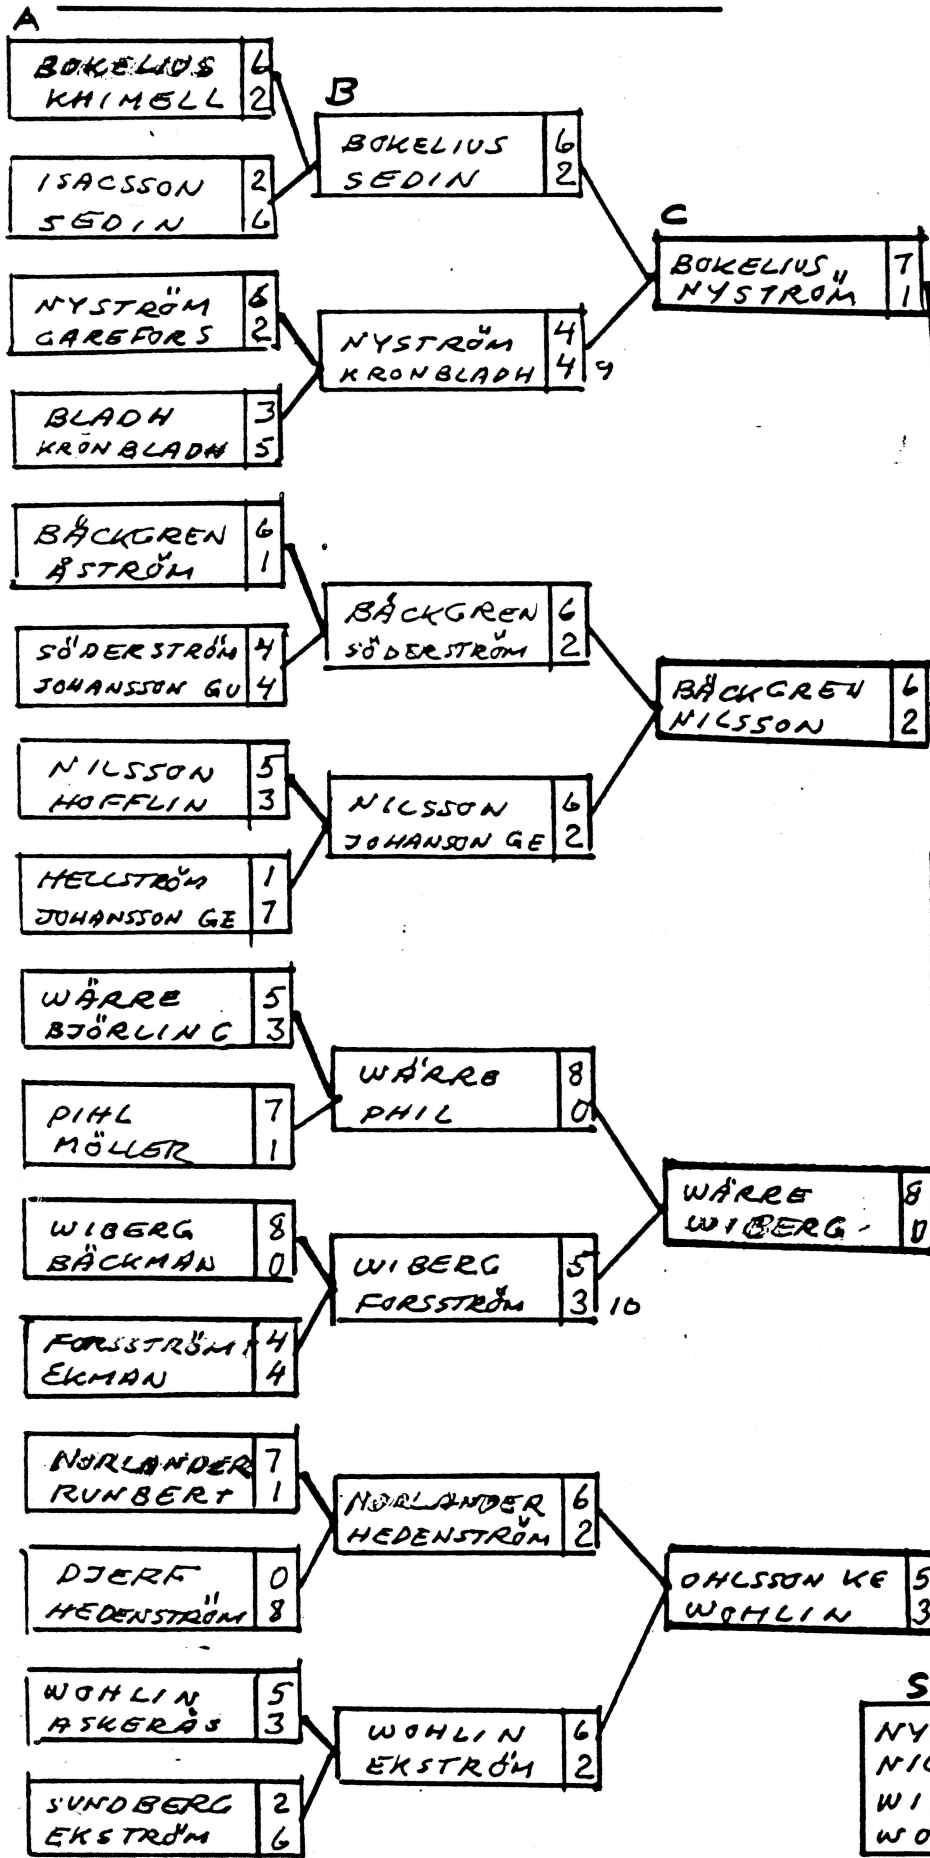 A
BOKELIUS 6
KHIMELL 2
ISACSSON 2
SEDIN 6
NYSTRÖM 6
GAREFORS 2
BLADH 3
KRONBLADH 5
BÄCKGREN 6
ÅSTRÖM 1
SÖDERSTRÖM 4
JOHANSSON GU 4
NILSSON 5
HOFFLIN 3
HELLSTRÖM 1
JOHANSSON GE 7
WÄRRE 5
BJÖRLING 3
PIHL 7
MÖLLER 1
WIBERG 8
BÄCKMAN 0
FORSSTRÖM 4
EKMAN 4
NORLANDER 7
RUNBERT 1
DJERF 0
HEDENSTRÖM 8
WOHLIN 5
ASKERÅS 3
SUNDBERG 2
EKSTRÖM 6
B
BOKELIUS 6
SEDIN 2
NYSTRÖM 4
KRONBLADH 4 9
BÄCKGREN 6
SÖDERSTRÖM 2
NILSSON 6
JOHANSON GE 2
WÄRRE 8
PHIL 0
WIBERG 5
FORSSTRÖM 3 10
NORLANDER 6
HEDENSTRÖM 2
WOHLIN 6
EKSTRÖM 2
C
BOKELIUS 7
NYSTRÖM 1
BÄCKGREN 6
NILSSON 2
WÄRRE 8
WIBERG 0
OHLSSON KE 5
WOHLIN 3
S
NY
NIL
WI
WO